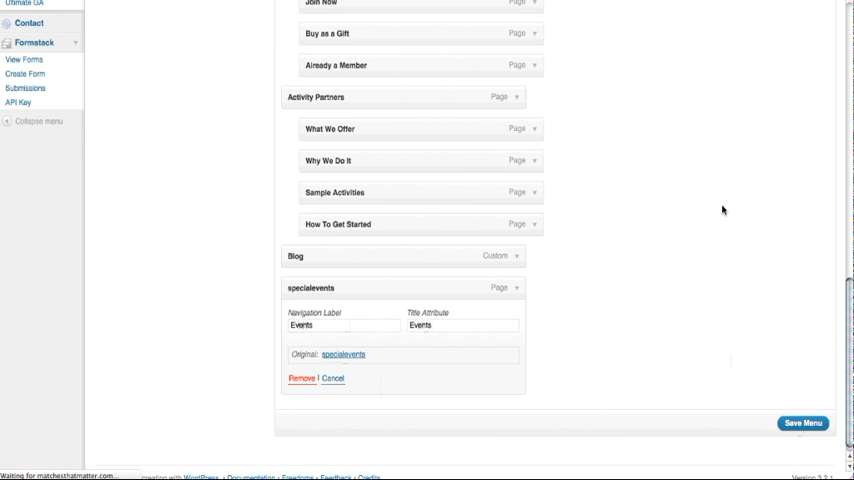 Ultimate GA
Contact
Formstack
View Forms
Create Form
Submissions
API Key
Collapse menu
Join Now Page
Buy as a Gift Page
Already a Member Page
Activity Partners Page
What We Offer Page
Why We Do It Page
Sample Activities Page
How To Get Started Page
Blog Custom
specialevents Page
Navigation Label Title Attribute
Events Events
Original: specialevents
Remove | Cancel
Save Menu
Waiting for matchesthatmatter.com...
creating with WordPress. • Documentation • Freedoms • Feedback • Credits
Version 3.2.1